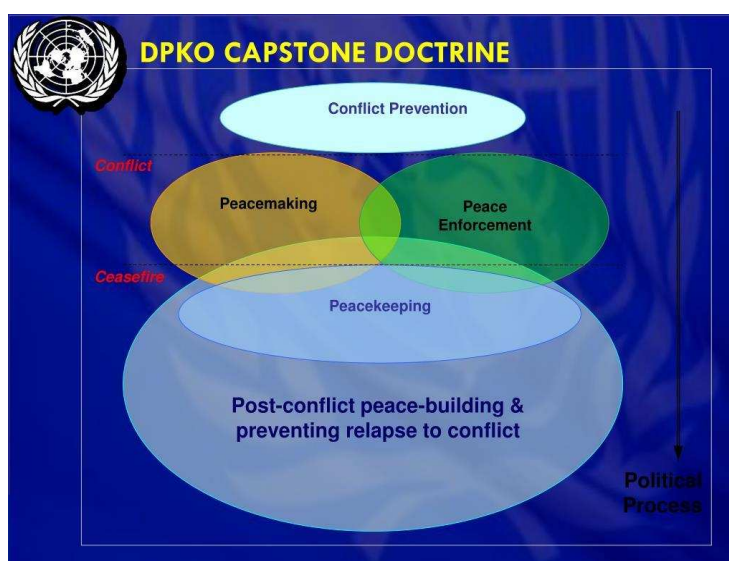 DPKO CAPSTONE DOCTRINE
Conflict Prevention
Conflict
Peacemaking
Peace
Enforcement
Ceasefire
Peacekeeping
Post-conflict peace-building &
preventing relapse to conflict
Political
Process